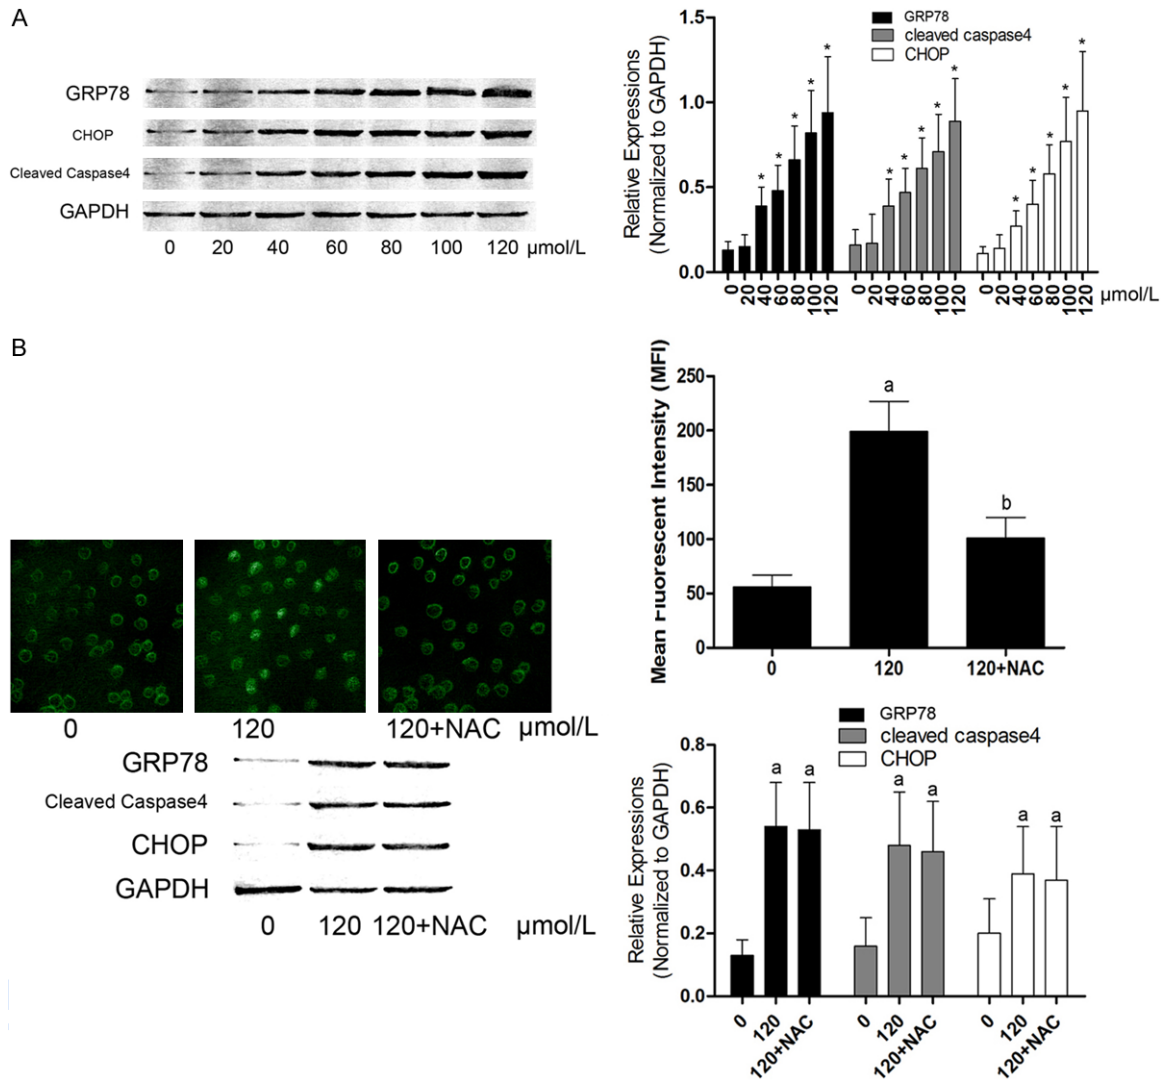 A
GRP78
CHOP
Cleaved Caspase4
GAPDH
0 20 40 60 80 100 120 µmol/L
Relative Expressions
(Normalized to GAPDH)
1.5
1.0
0.5
0.0
GRP78
cleaved caspase4
CHOP
* * * * *
* * * * *
* * * * *
0 20 40 60 80 100 120 0 20 40 60 80 100 120 0 20 40 60 80 100 120 µmol/L
B
0 120 120+NAC µmol/L
GRP78
Cleaved Caspase4
CHOP
GAPDH
0 120 120+NAC µmol/L
Mean Fluorescent Intensity (MFI)
250
200
150
100
50
0
a
b
0 120 120+NAC
GRP78
cleaved caspase4
CHOP
Relative Expressions
(Normalized to GAPDH)
0.8
0.6
0.4
0.2
0.0
a a a a a a
0 120 120+NAC 0 120 120+NAC 0 120 120+NAC